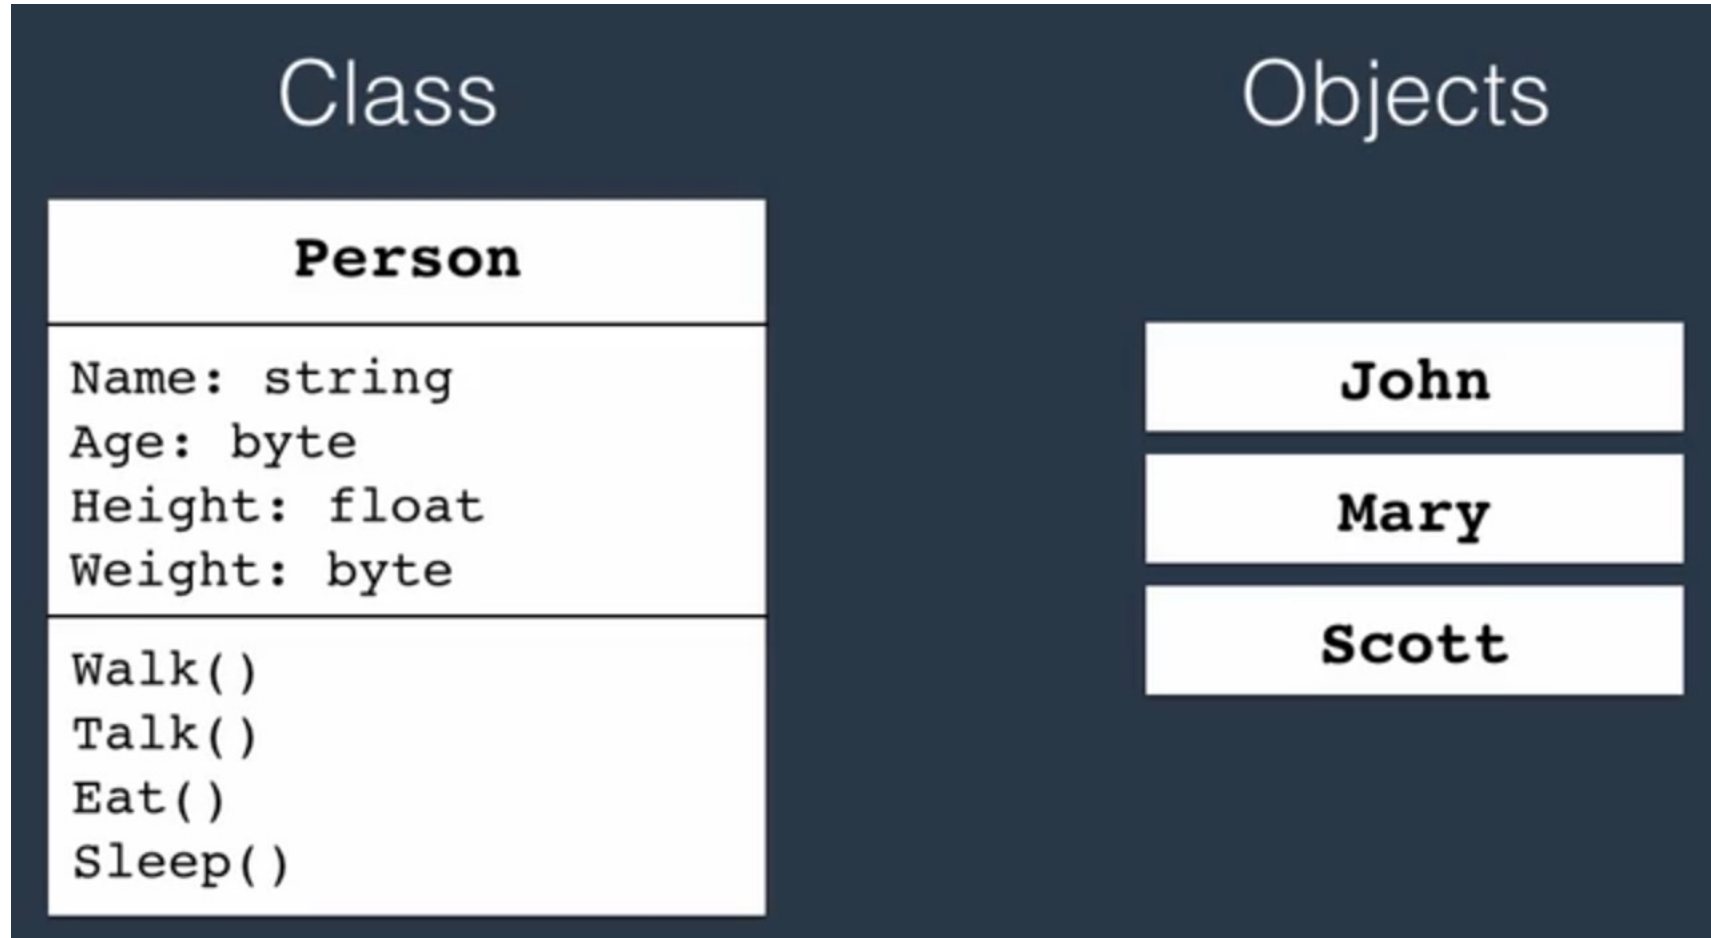 Class
Person
Name: string
Age: byte
Height: float
Weight: byte
Walk()
Talk()
Eat()
Sleep()
Objects
John
Mary
Scott